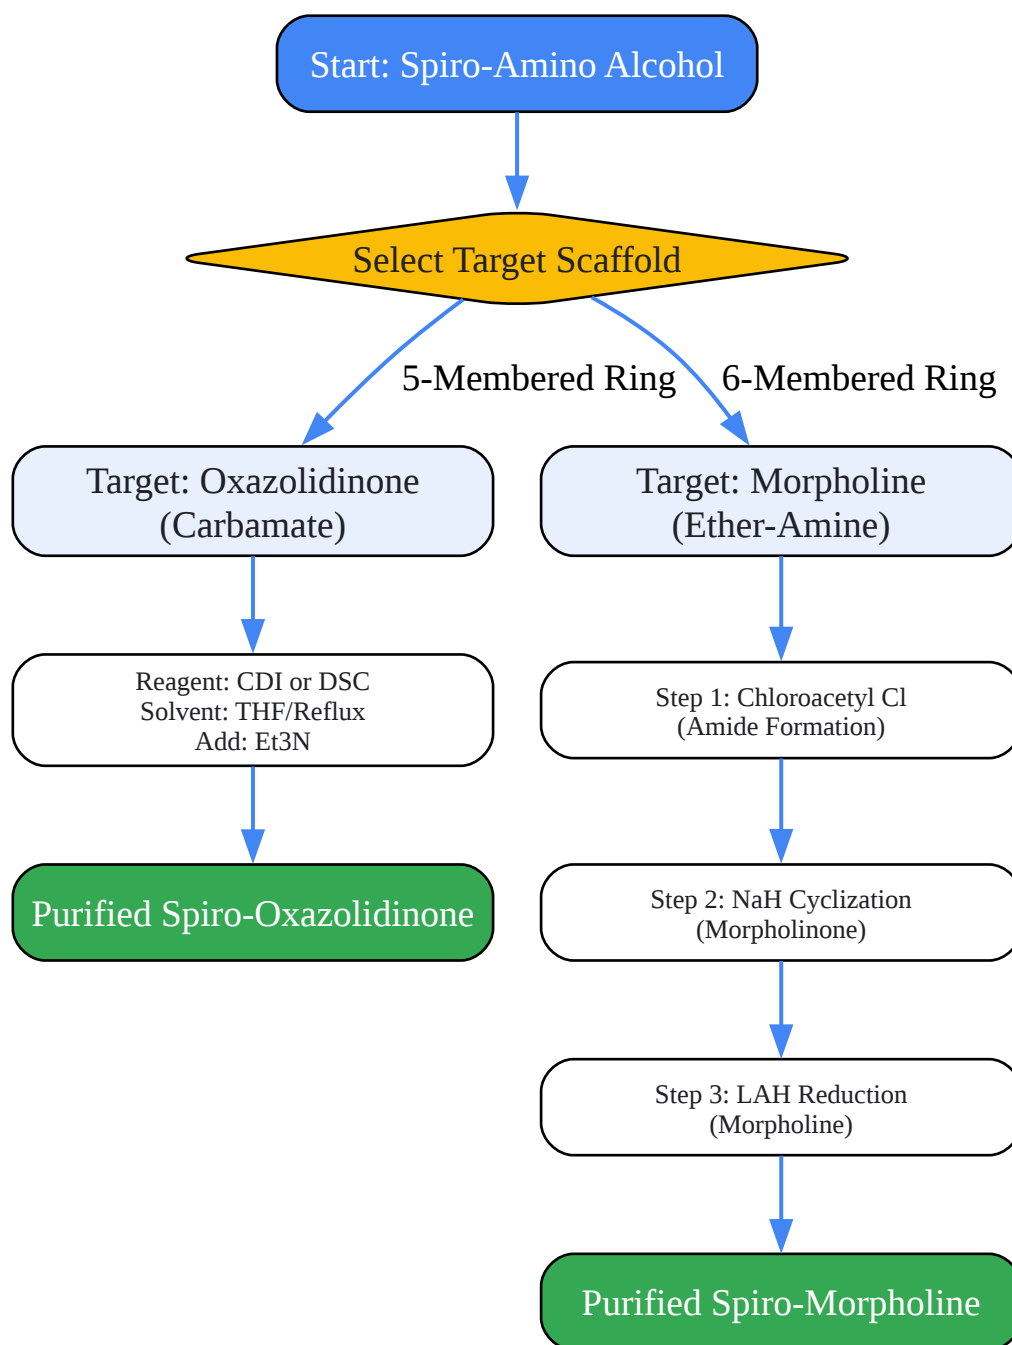 Start: Spiro-Amino Alcohol
Select Target Scaffold
5-Membered Ring
6-Membered Ring
Target: Oxazolidinone
(Carbamate)
Target: Morpholine
(Ether-Amine)
Reagent: CDI or DSC
Solvent: THF/Reflux
Add: Et3N
Step 1: Chloroacetyl Cl
(Amide Formation)
Purified Spiro-Oxazolidinone
Step 2: NaH Cyclization
(Morpholinone)
Step 3: LAH Reduction
(Morpholine)
Purified Spiro-Morpholine